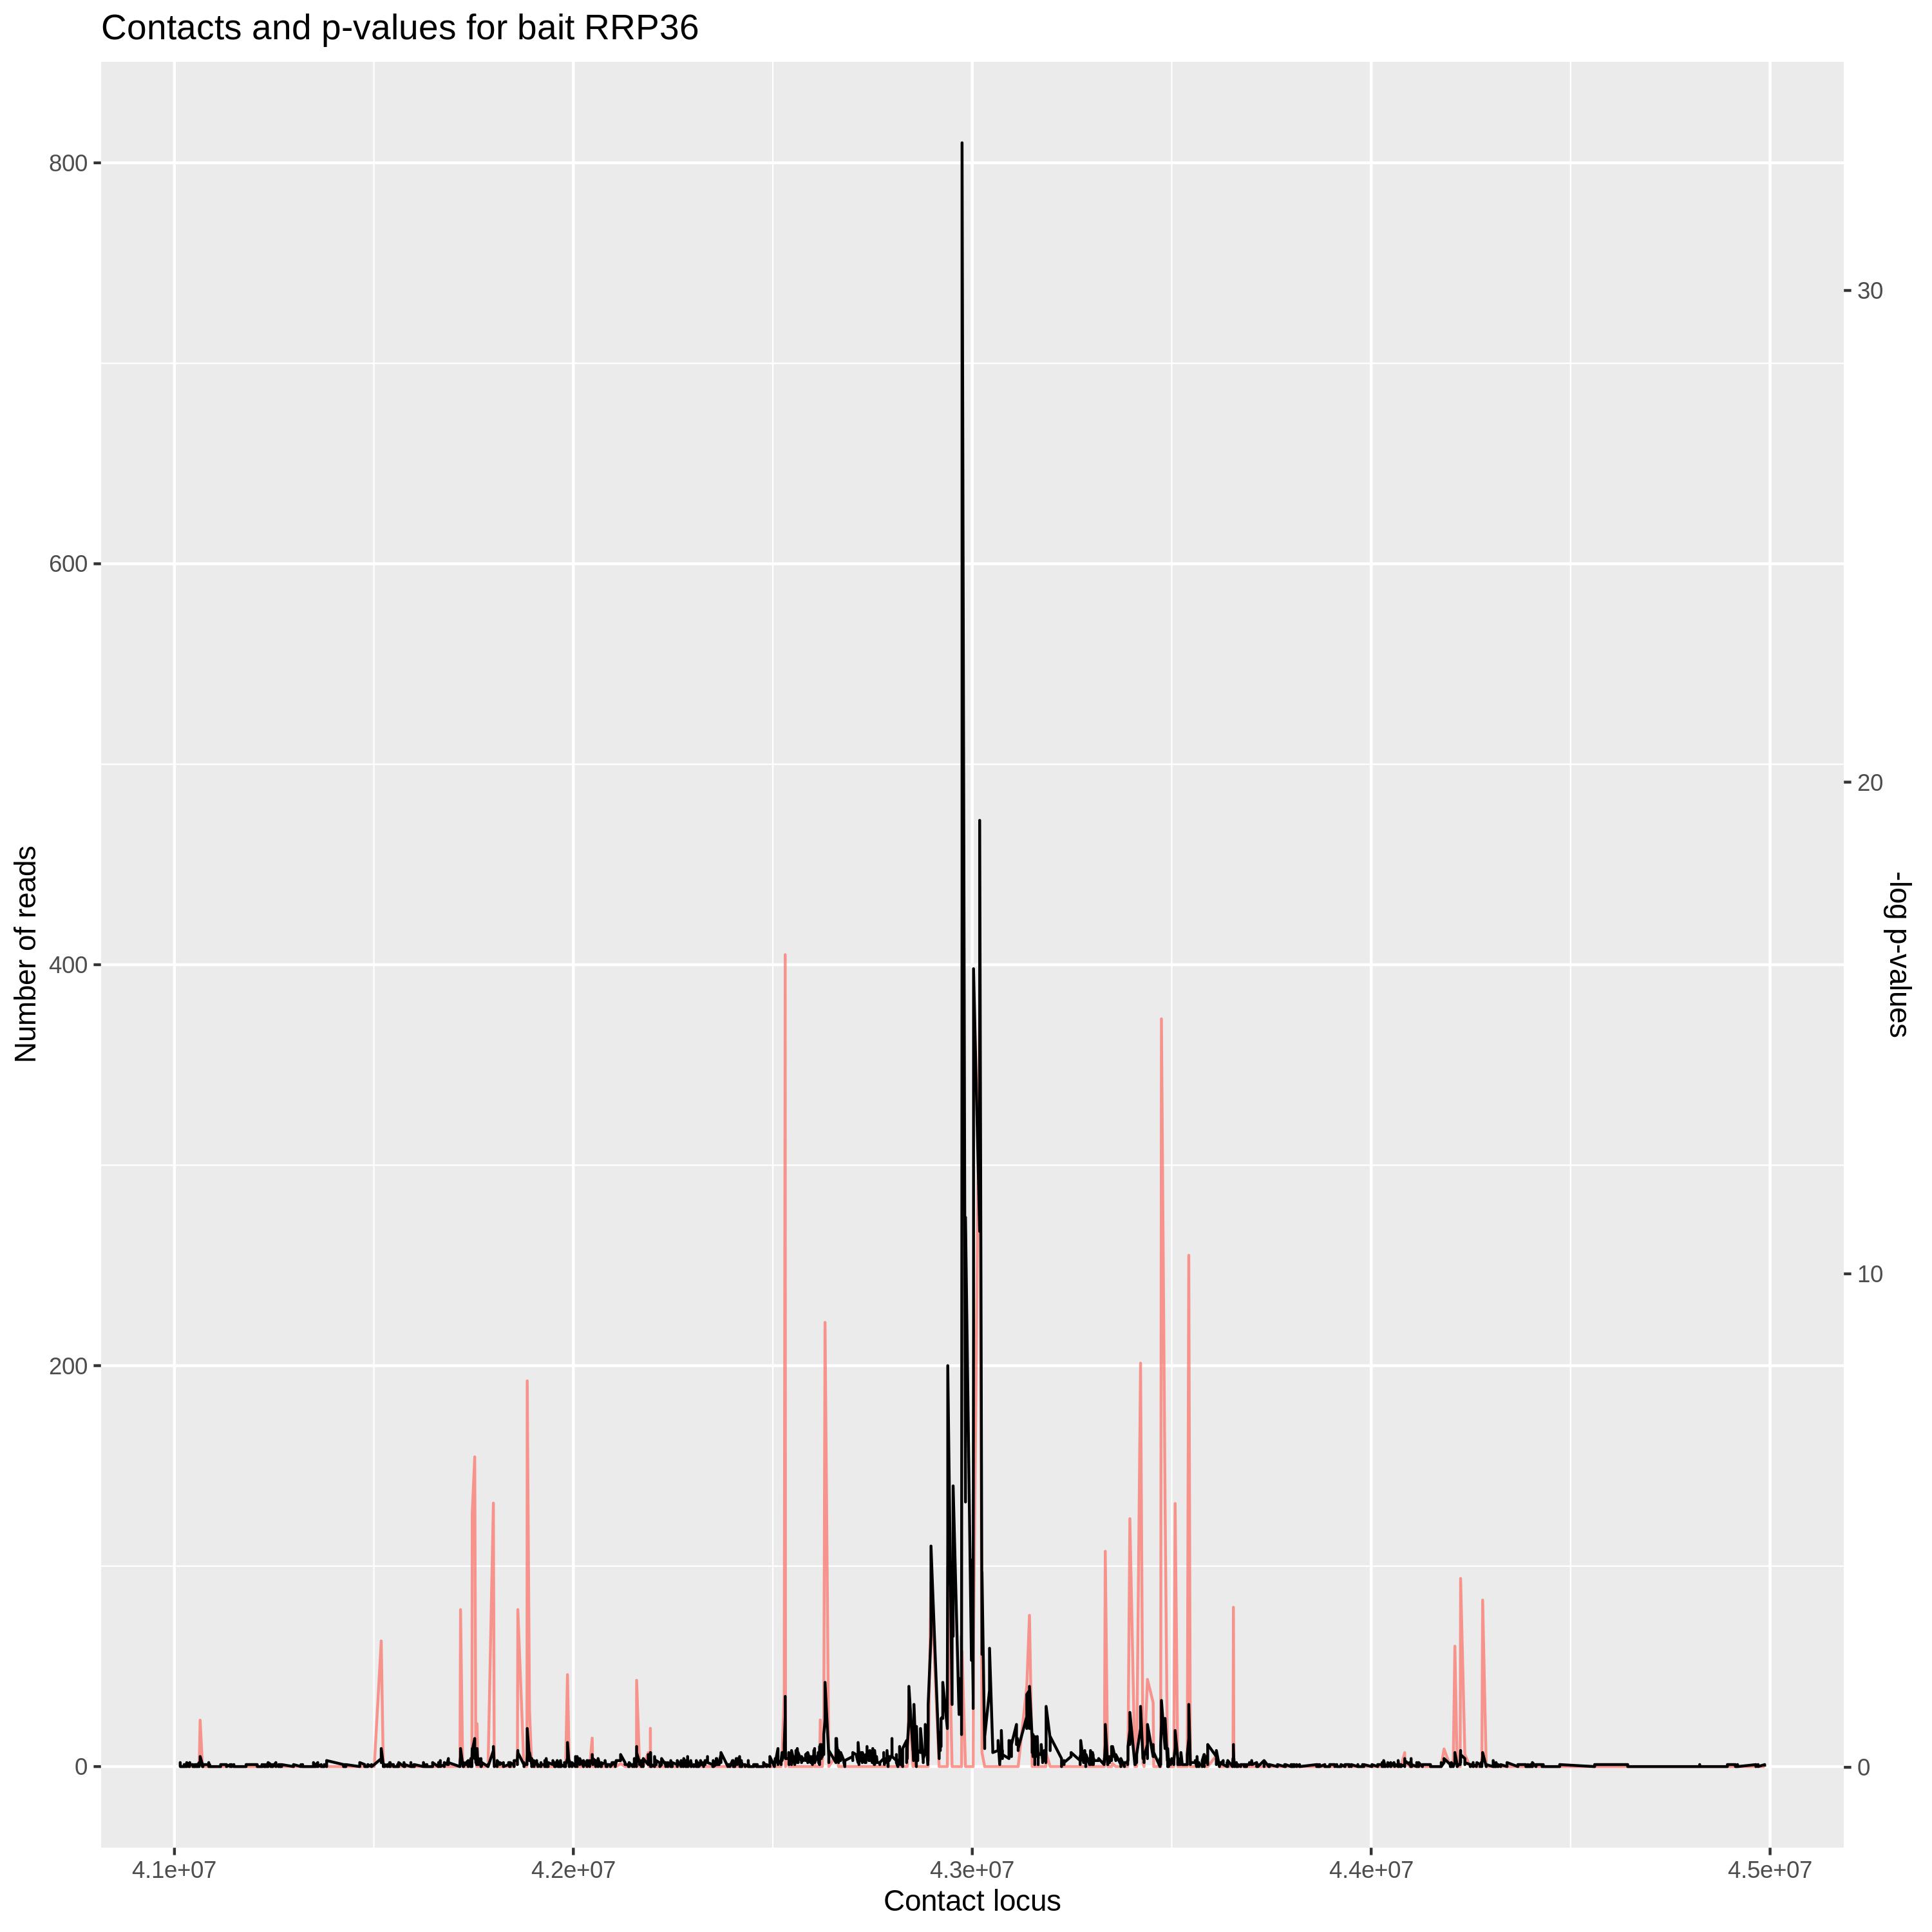 Contacts and p-values for bait RRP36
800
600
400
200
0
Number of reads
30
20
10
0
-log p-values
4.1e+07
4.2e+07
4.3e+07
4.4e+07
4.5e+07
Contact locus